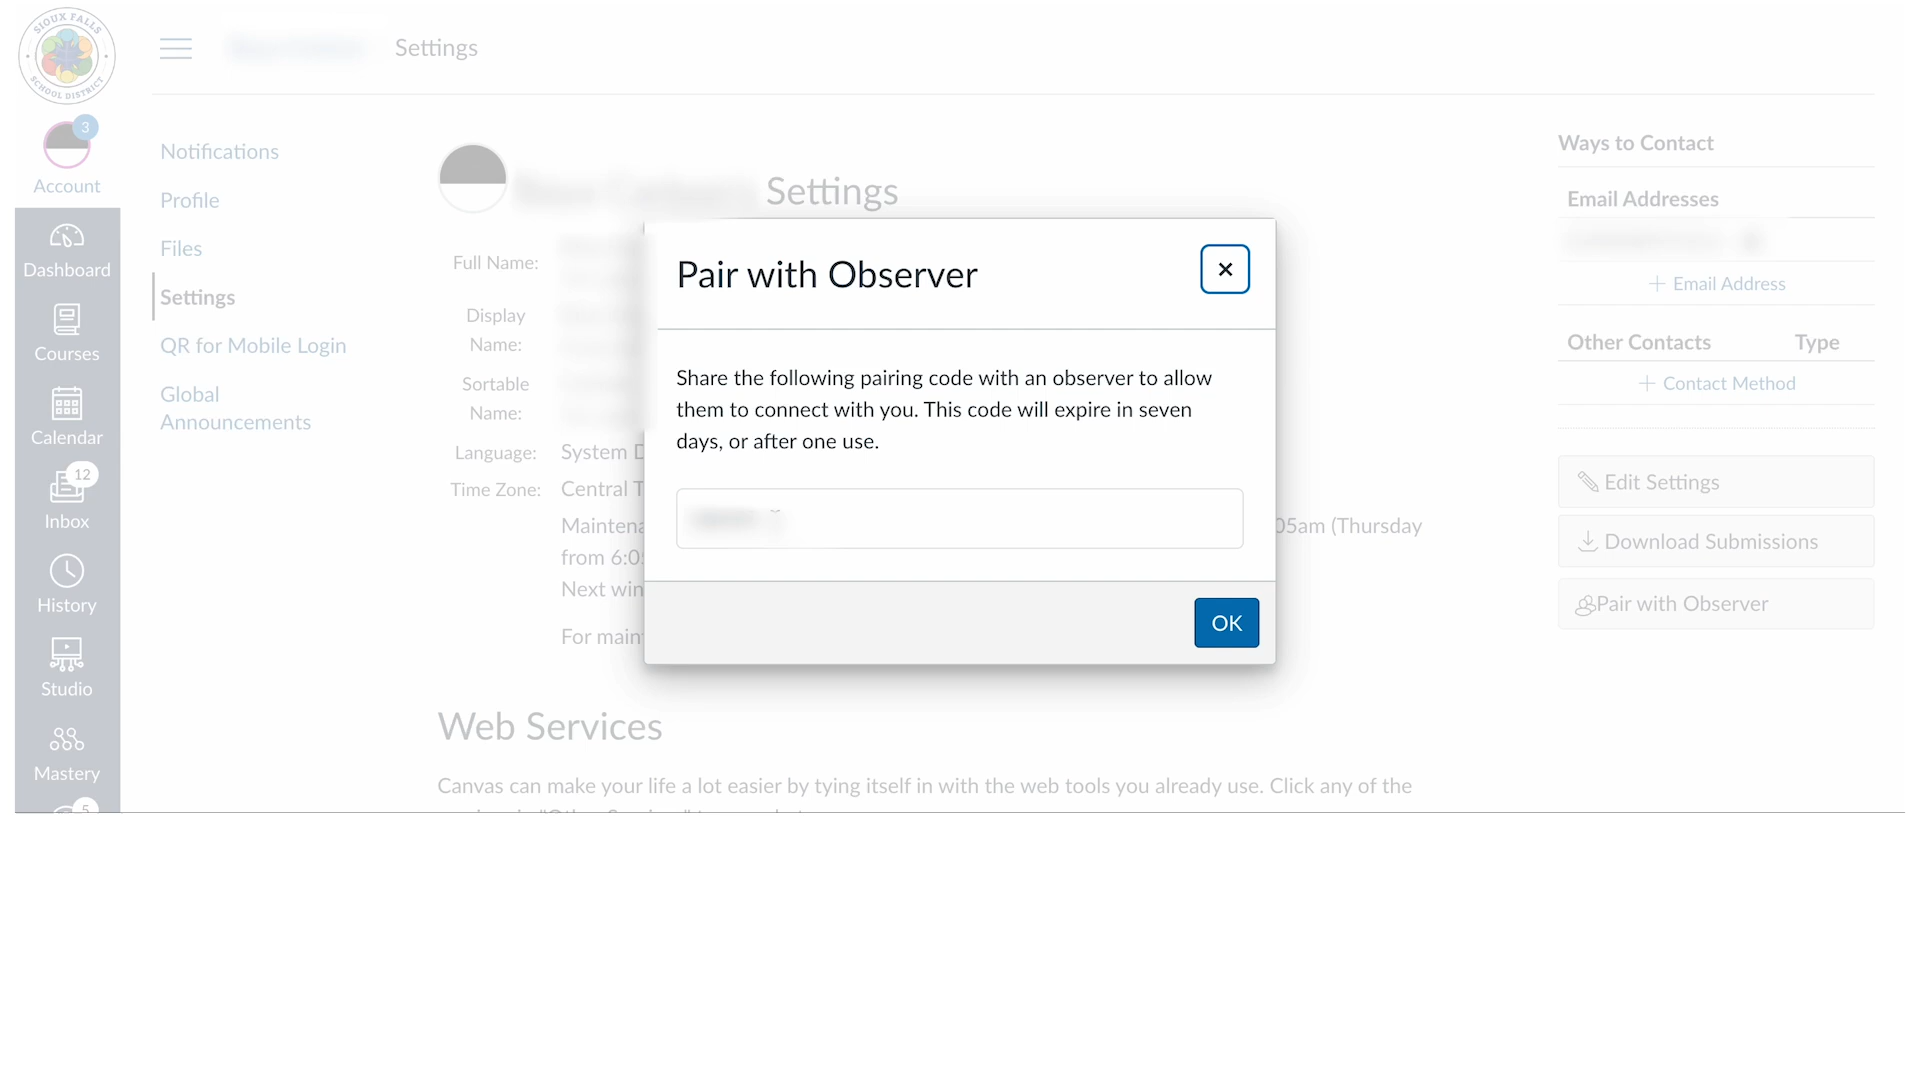 SIOUX FALLS
SCHOOL DISTRICT
Settings
3
Account
Dashboard
Courses
Calendar
12
Inbox
History
Studio
Mastery
5
Notifications
Profile
Files
Settings
QR for Mobile Login
Global
Announcements
Settings
Full Name:
Display
Name:
Sortable
Name:
Language:
System D
Time Zone:
Central T
Maintena
05am (Thursday
from 6:05
Next win
For main
Pair with Observer
Share the following pairing code with an observer to allow
them to connect with you. This code will expire in seven
days, or after one use.
OK
Ways to Contact
Email Addresses
+ Email Address
Other Contacts Type
+ Contact Method
Edit Settings
Download Submissions
Pair with Observer
Web Services
Canvas can make your life a lot easier by tying itself in with the web tools you already use. Click any of the